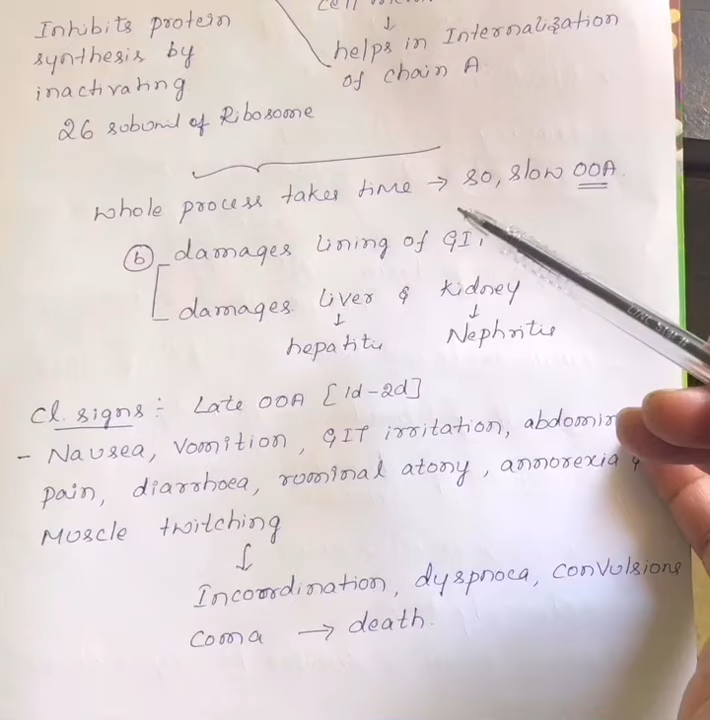 Inhibits protein
synthesis by
inactivating
26 subunit of Ribosome
↓
helps in Internalization
of chain A
Whole process takes time → so, slow OOA.
(b) damages lining of GI
damages liver & kidney
↓ ↓
hepatitis Nephritis
Cl. signs :- Late OOA [1d-2d]
- Nausea, vomition, GIT irritation, abdomin
pain, diarrhoea, ruminal atony, annorexia &
Muscle twitching
↓
Incoordination, dyspnoea, convulsions
coma → death.